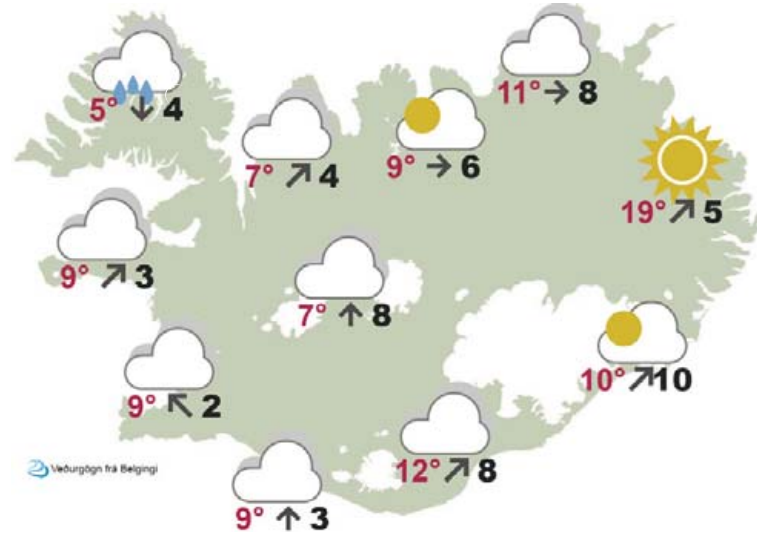 11° → 8
5° ↓ 4
7° ↗ 4
9° → 6
19° ↗ 5
9° ↗ 3
7° ↑ 8
10° ↗ 10
9° ↖ 2
12° ↗ 8
Veðurgögn frá Belgingi
9° ↑ 3